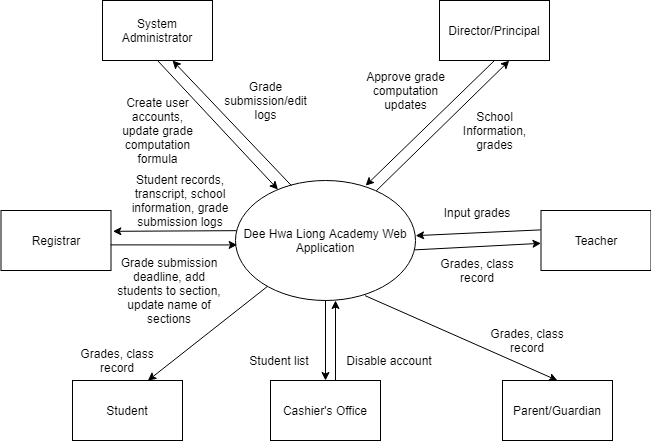 System
Administrator
Director/Principal
Grade
submission/edit
logs
Approve grade
computation
updates
Create user
accounts,
update grade
computation
formula
School
Information,
grades
Student records,
transcript, school
information, grade
submission logs
Input grades
Registrar
Dee Hwa Liong Academy Web
Application
Teacher
Grade submission
deadline, add
students to section,
update name of
sections
Grades, class
record
Grades, class
record
Student list
Disable account
Grades, class
record
Student
Cashier's Office
Parent/Guardian